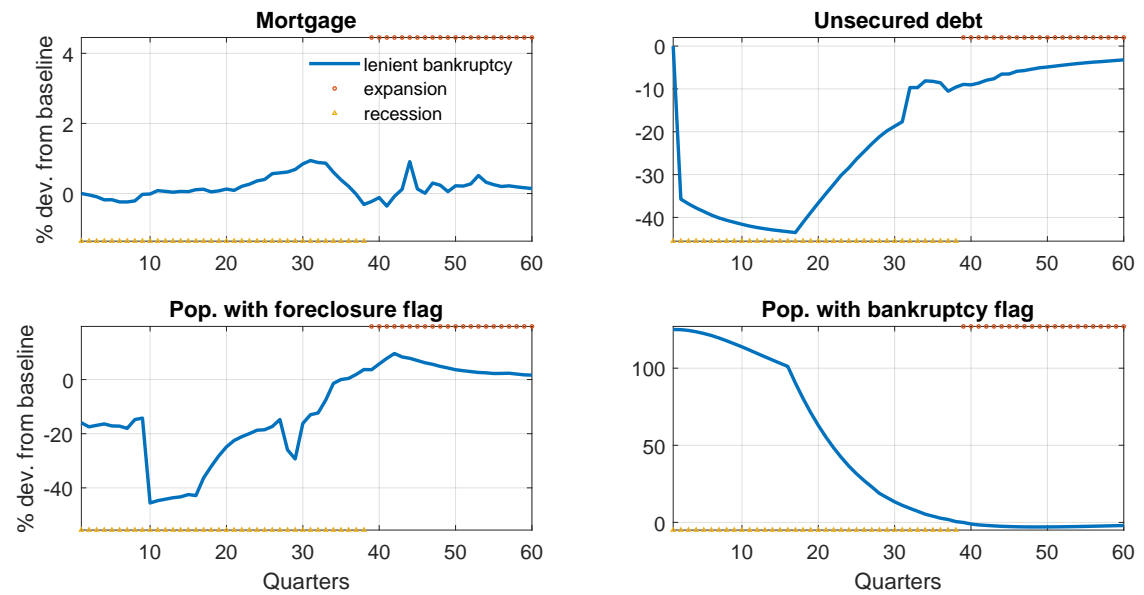 Mortgage
% dev. from baseline
4
2
0
lenient bankruptcy
expansion
recession
10 20 30 40 50 60
Unsecured debt
0
-10
-20
-30
-40
10 20 30 40 50 60
Pop. with foreclosure flag
% dev. from baseline
0
-20
-40
10 20 30 40 50 60
Quarters
Pop. with bankruptcy flag
100
50
0
10 20 30 40 50 60
Quarters